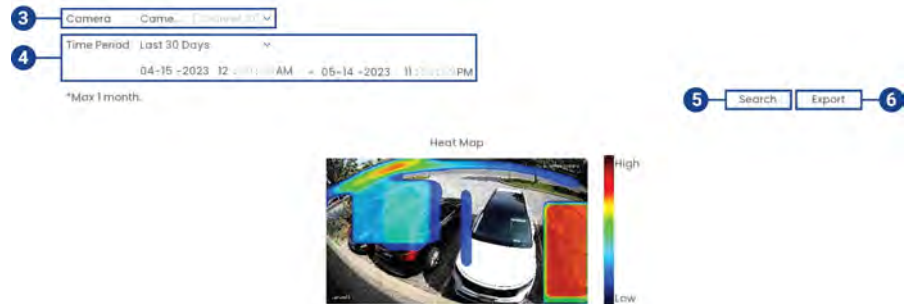 3 Camera Came...
4 Time Period Last 30 Days
04-15 -2023 12 AM - 05-14 -2023 11 PM
*Max 1 month.
5 Search Export 6
Heat Map
High
Low